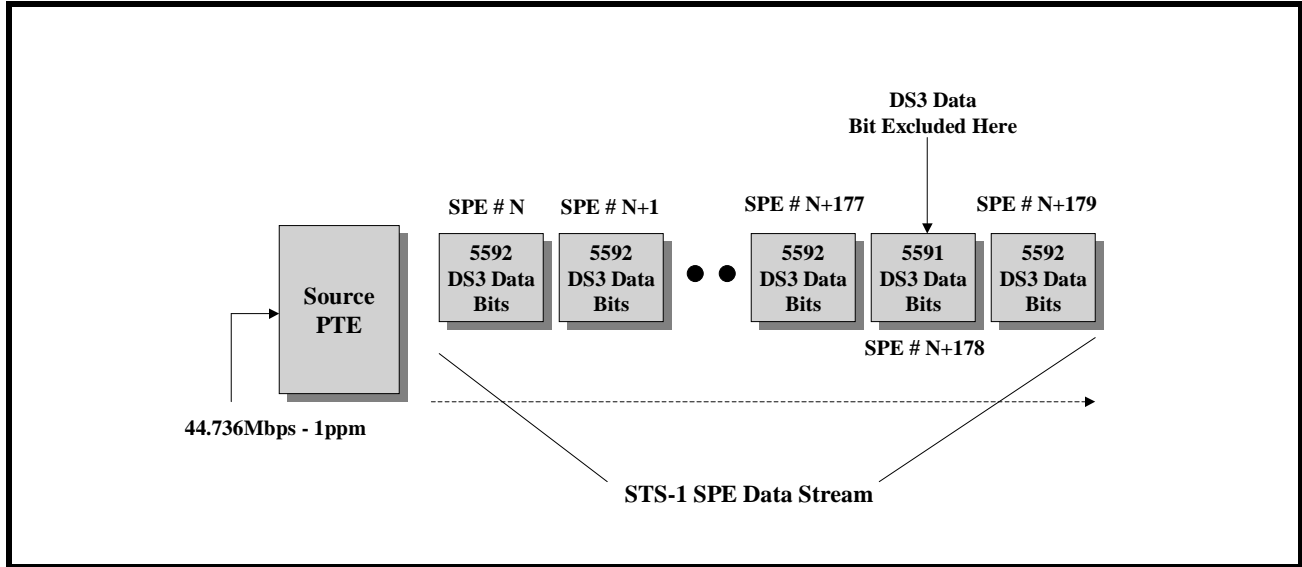 DS3 Data
Bit Excluded Here
SPE # N
SPE # N+1
SPE # N+177
SPE # N+179
5592
DS3 Data
Bits
5592
DS3 Data
Bits
5592
DS3 Data
Bits
5591
DS3 Data
Bits
5592
DS3 Data
Bits
Source
PTE
SPE # N+178
44.736Mbps - 1ppm
STS-1 SPE Data Stream